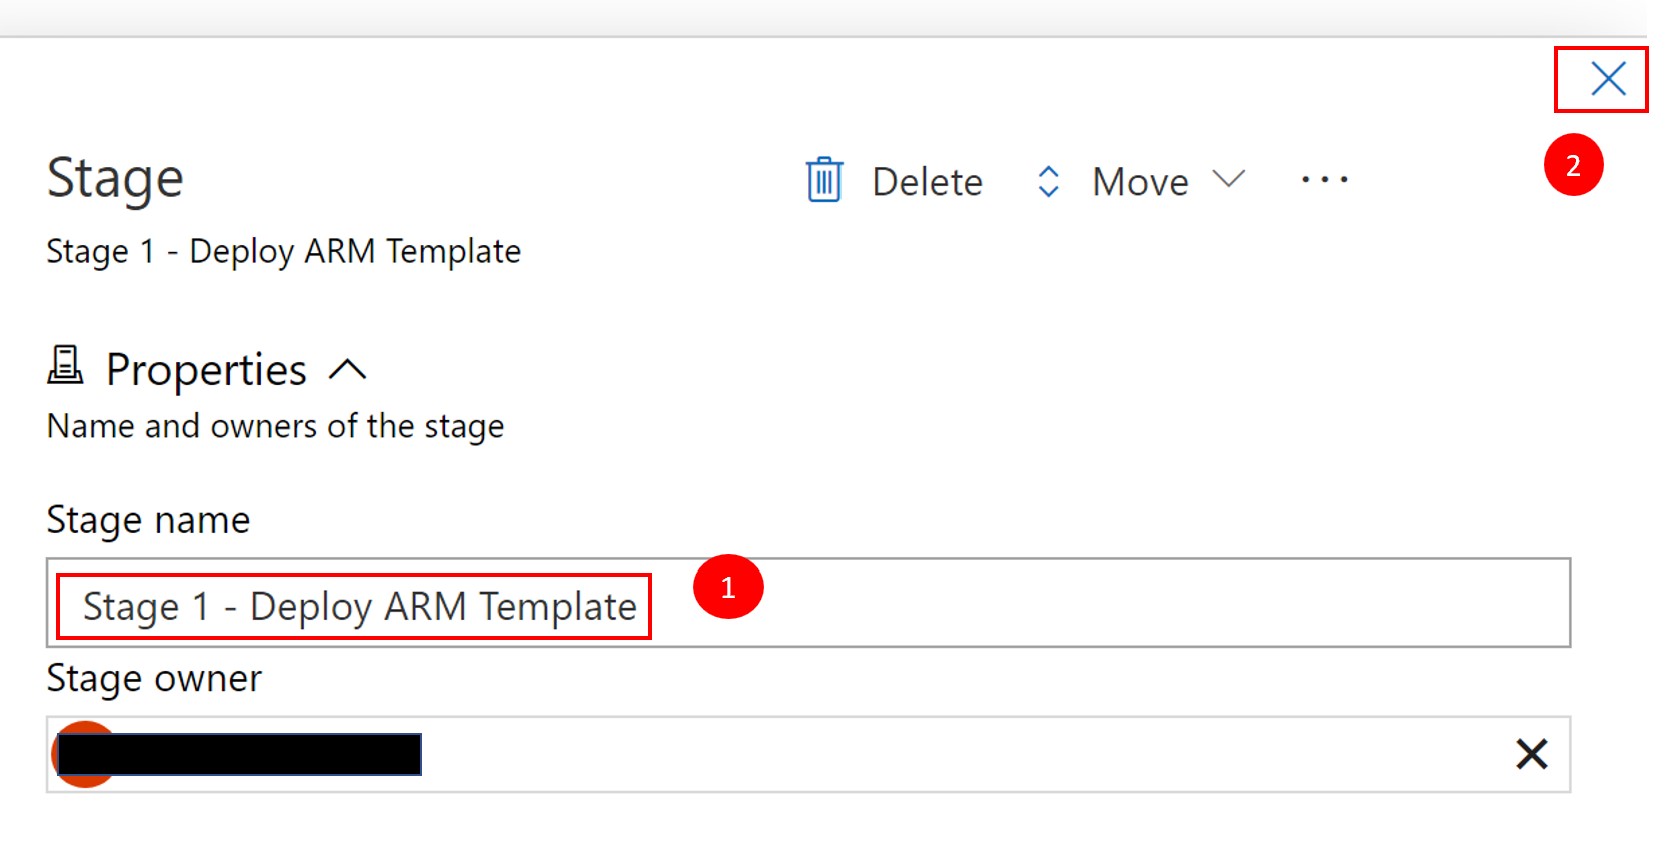 2
Stage
Delete Move ...
Stage 1 - Deploy ARM Template
Properties
Name and owners of the stage
Stage name
Stage 1 - Deploy ARM Template 1
Stage owner